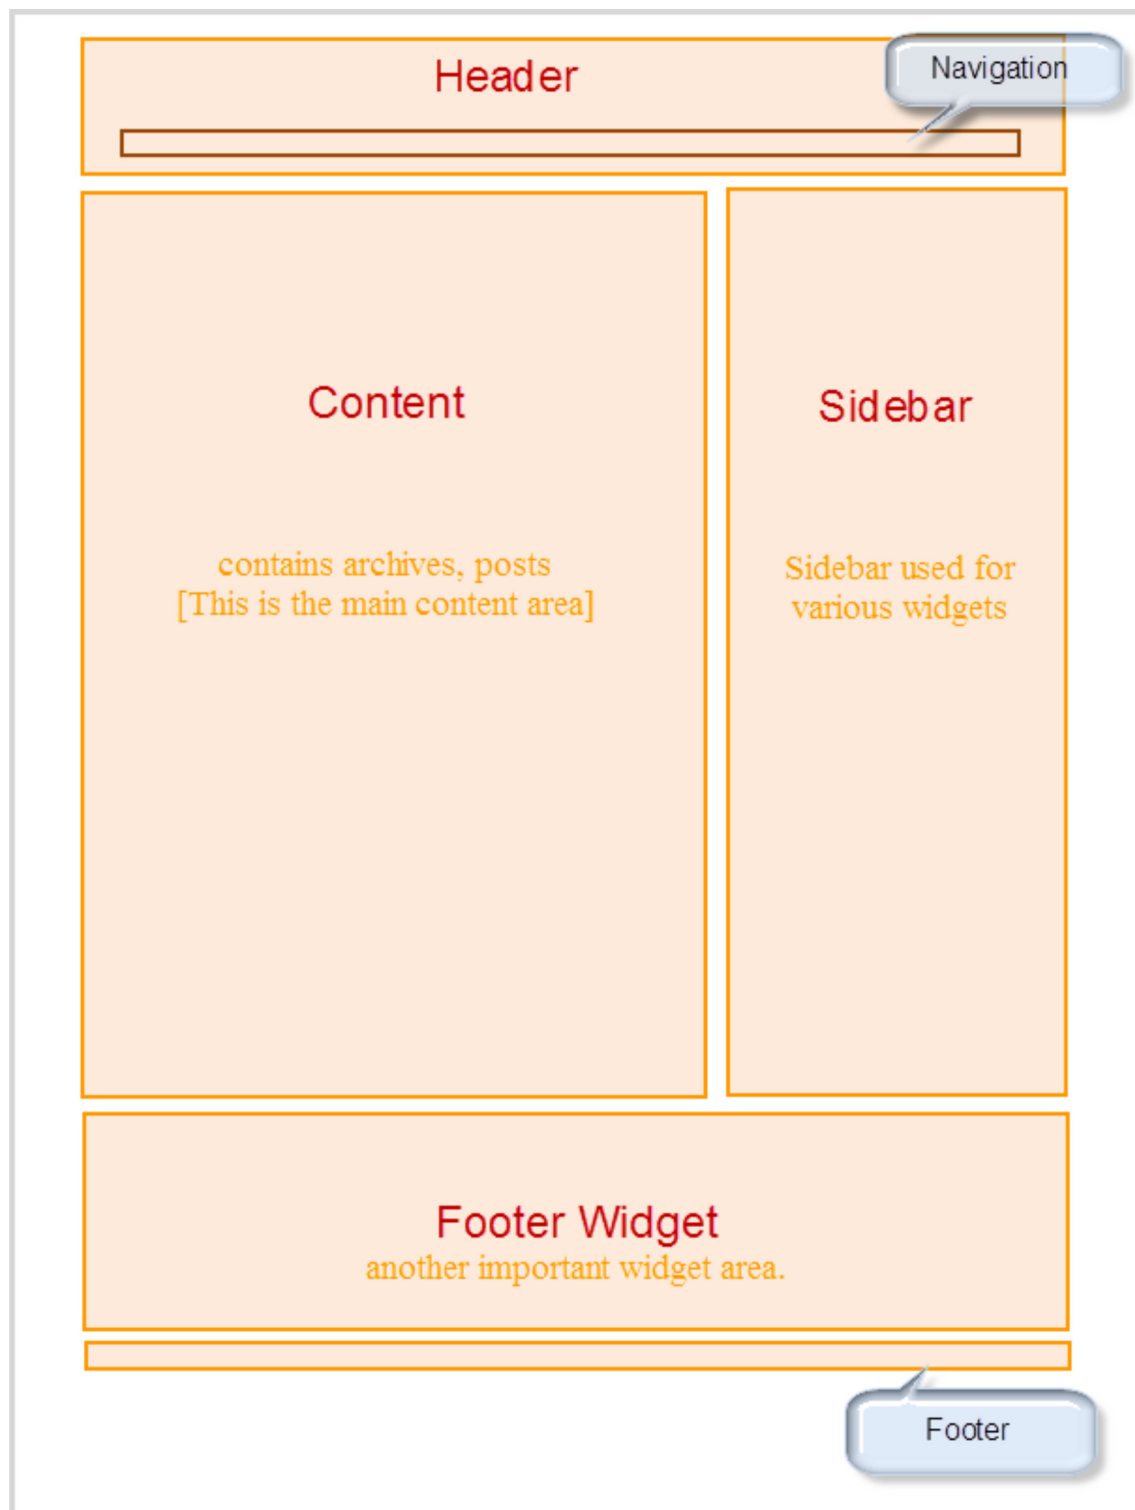 Header
Navigation
Content
contains archives, posts
[This is the main content area]
Sidebar
Sidebar used for
various widgets
Footer Widget
another important widget area.
Footer